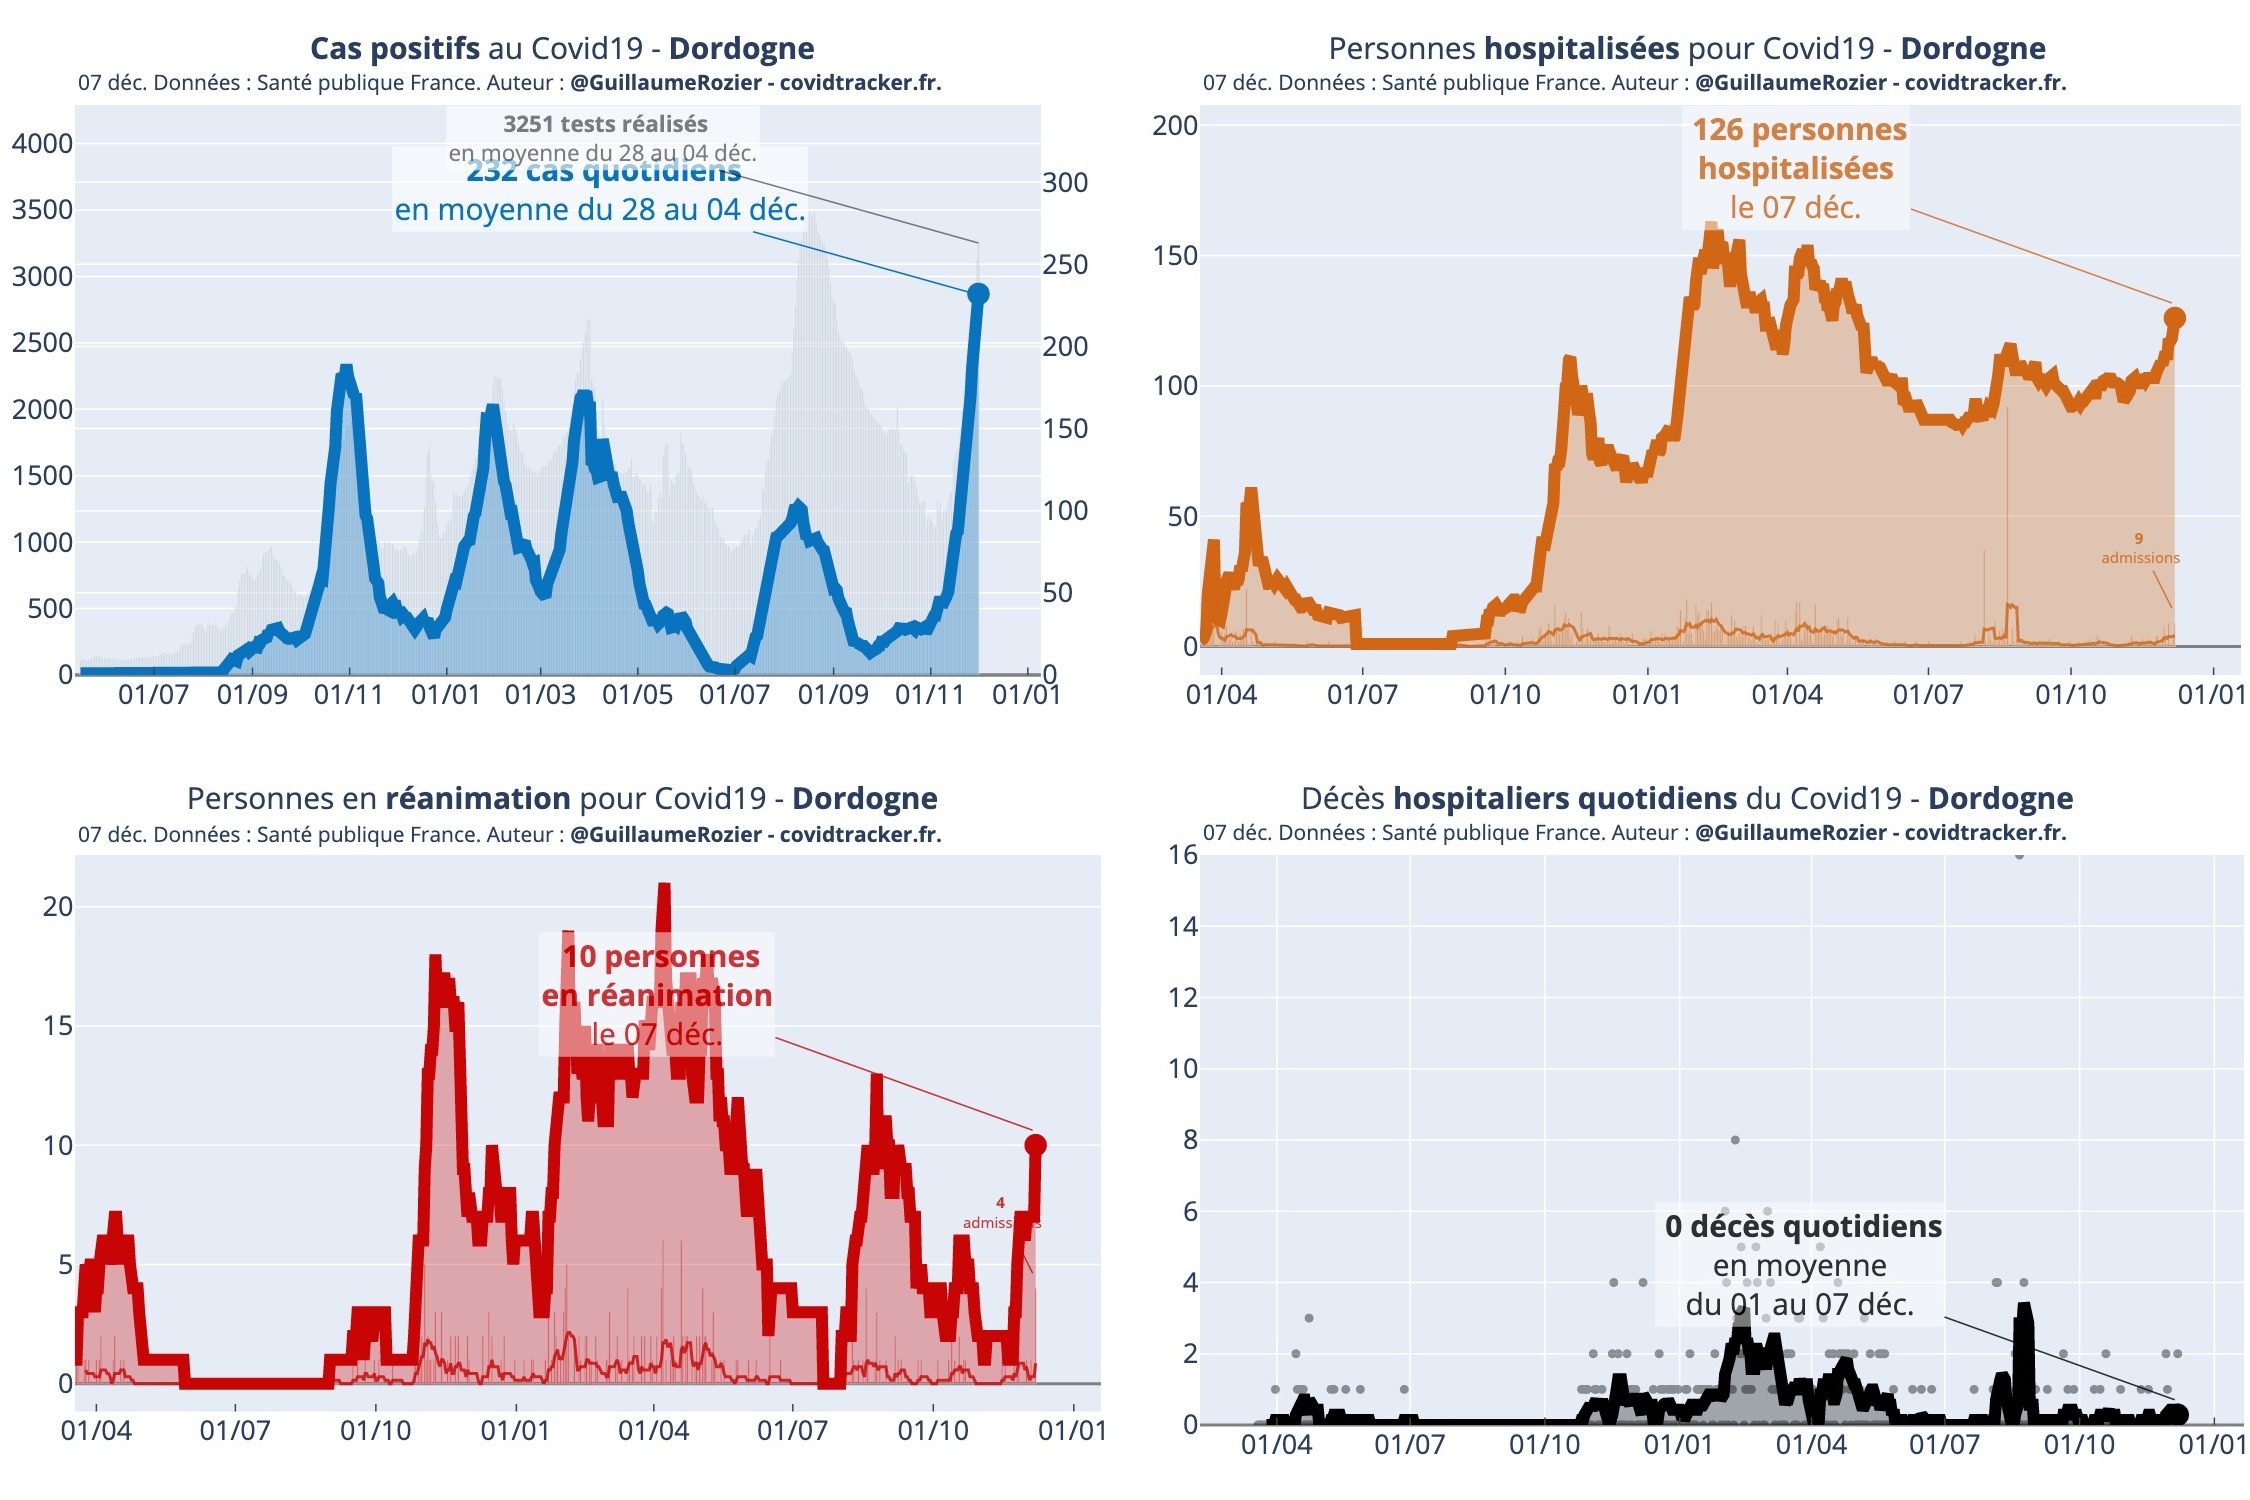 Cas positifs au Covid19 - Dordogne
07 déc. Données : Santé publique France. Auteur : @GuillaumeRozier - covidtracker.fr.
3251 tests réalisés
en moyenne du 28 au 04 déc.
232 cas quotidiens
en moyenne du 28 au 04 déc.
4000
3500
3000
2500
2000
1500
1000
500
0
300
250
200
150
100
50
0
01/07 01/09 01/11 01/01 01/03 01/05 01/07 01/09 01/11 01/01
Personnes hospitalisées pour Covid19 - Dordogne
07 déc. Données : Santé publique France. Auteur : @GuillaumeRozier - covidtracker.fr.
126 personnes
hospitalisées
le 07 déc.
200
150
100
50
0
9
admissions
01/04 01/07 01/10 01/01 01/04 01/07 01/10 01/01
Personnes en réanimation pour Covid19 - Dordogne
07 déc. Données : Santé publique France. Auteur : @GuillaumeRozier - covidtracker.fr.
10 personnes
en réanimation
le 07 déc.
20
15
10
5
0
4
admissions
01/04 01/07 01/10 01/01 01/04 01/07 01/10 01/01
Décès hospitaliers quotidiens du Covid19 - Dordogne
07 déc. Données : Santé publique France. Auteur : @GuillaumeRozier - covidtracker.fr.
16
14
12
10
8
6
4
2
0
0 décès quotidiens
en moyenne
du 01 au 07 déc.
01/04 01/07 01/10 01/01 01/04 01/07 01/10 01/01